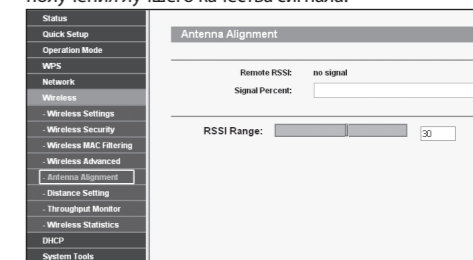 получения лучшего качества сигнала.
Status
Quick Setup
Operation Mode
WPS
Network
Wireless
- Wireless Settings
- Wireless Security
- Wireless MAC Filtering
- Wireless Advanced
- Antenna Alignment
- Distance Setting
- Throughput Monitor
- Wireless Statistics
DHCP
System Tools
Antenna Alignment
Remote RSSI: no signal
Signal Percent:
RSSI Range: 30